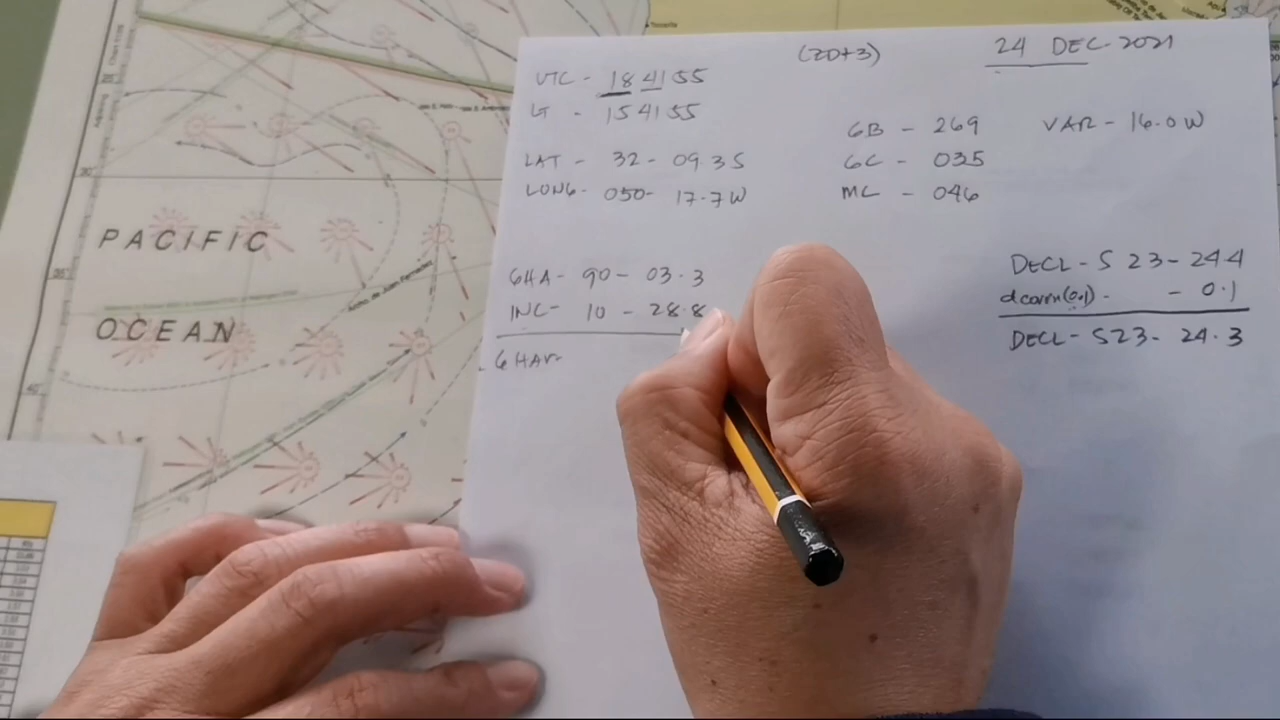 (ZD+3) 24 DEC 2021
UTC - 18 41 55
LT - 15 41 55
GB - 269 VAR - 16.0 W
LAT - 32 - 09.3 S GC - 035
LONG - 050 - 17.7 W MC - 046
GHA - 90 - 03.3 DECL - S 23 - 24.4
INC - 10 - 28.8 dcorrn (0.1) - - 0.1
GHAr DECL - S 23 - 24.3
PACIFIC
OCEAN